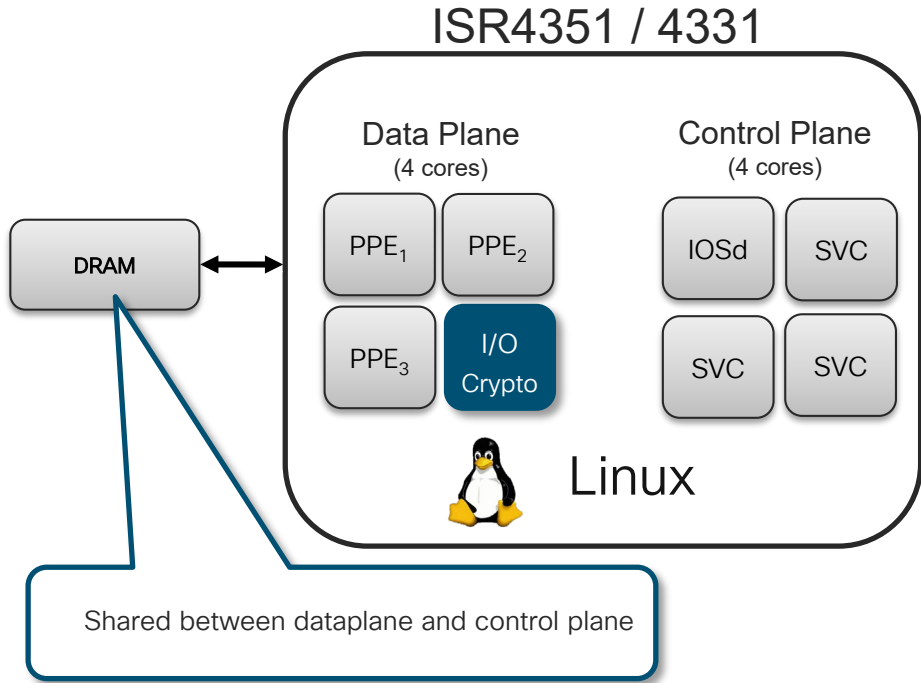 ISR4351 / 4331
Data Plane
(4 cores)
Control Plane
(4 cores)
PPE₁
PPE₂
IOSd
SVC
DRAM
PPE₃
I/O
Crypto
SVC
SVC
Linux
Shared between dataplane and control plane